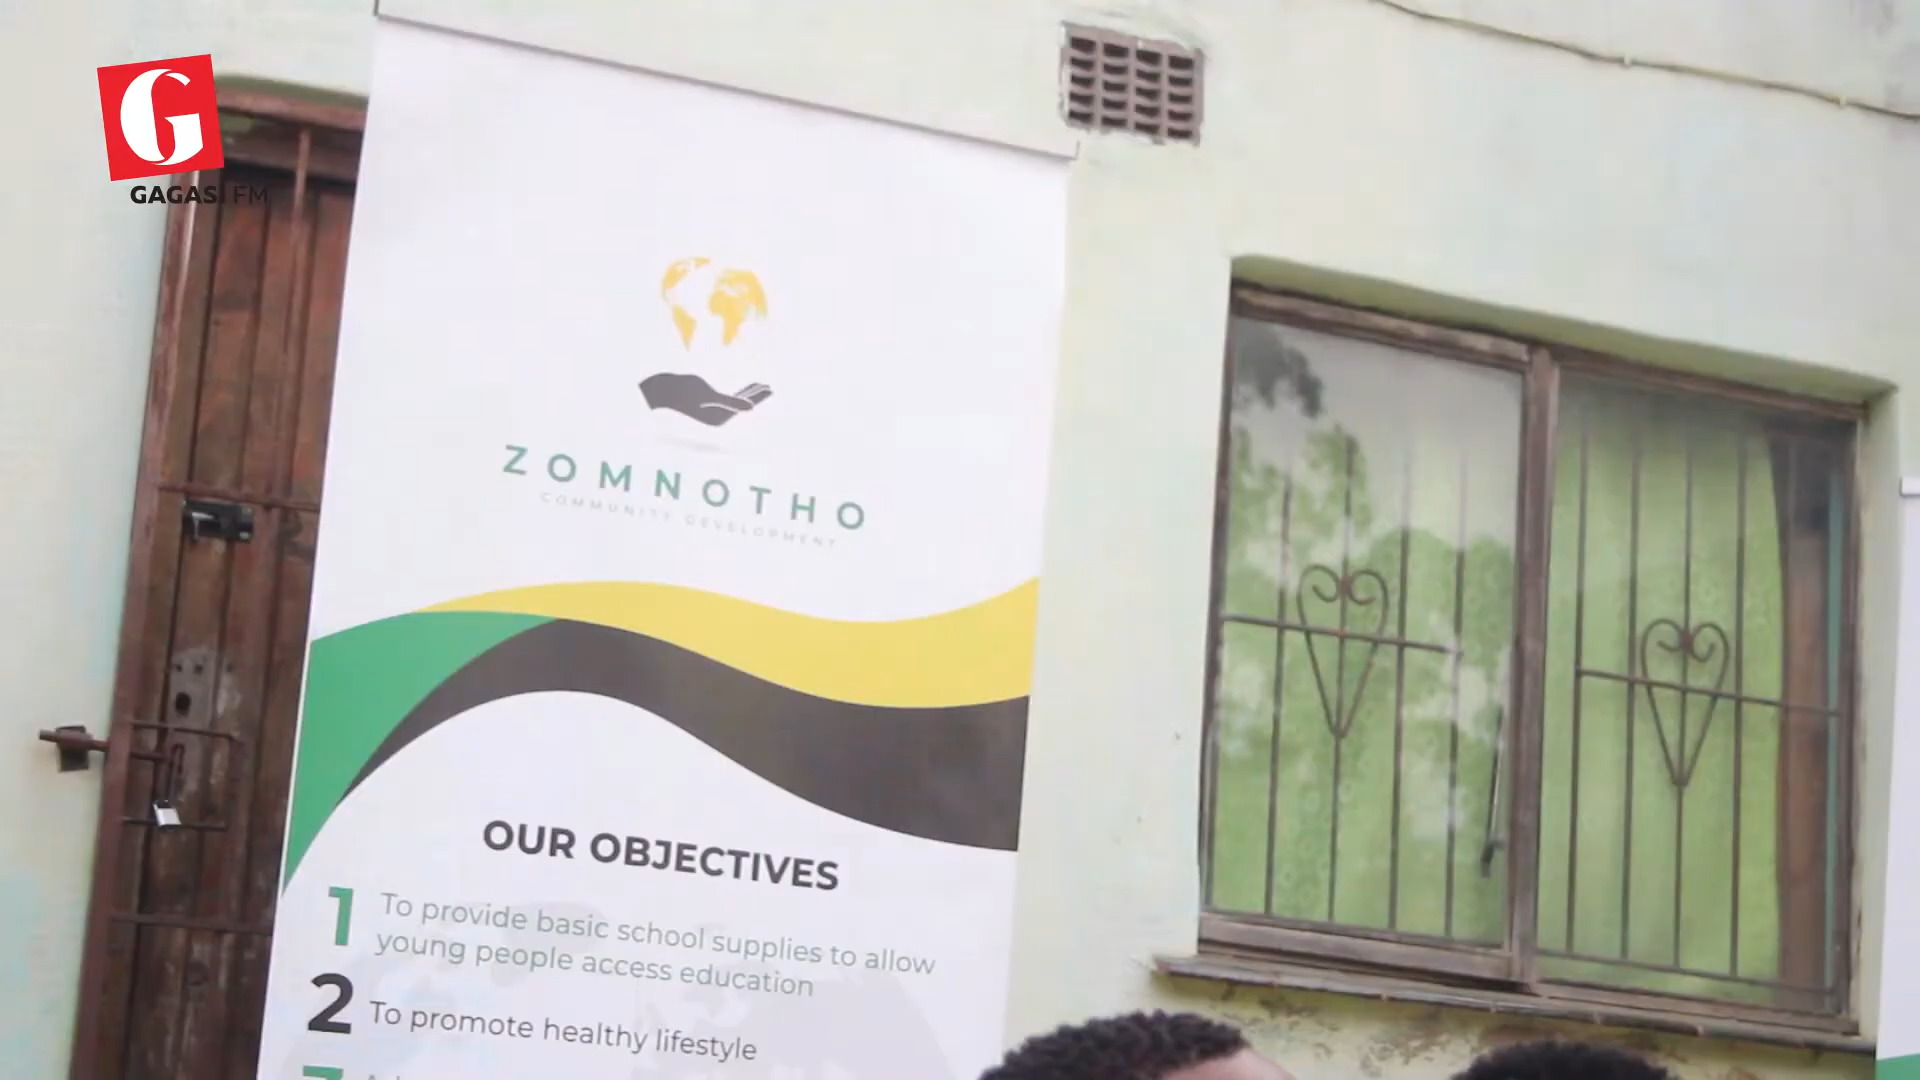 G
GAGASI FM
ZOMNOTHO
COMMUNITY DEVELOPMENT
OUR OBJECTIVES
1 To provide basic school supplies to allow
young people access education
2 To promote healthy lifestyle
3